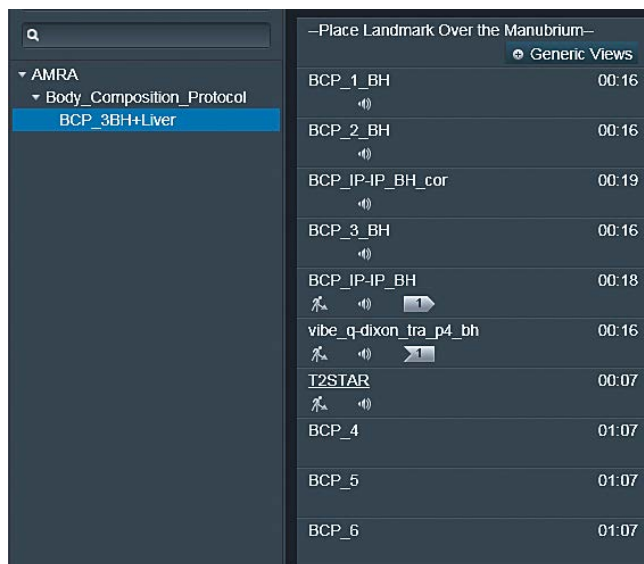 AMRA
Body_Composition_Protocol
BCP_3BH+Liver
--Place Landmark Over the Manubrium--
Generic Views
BCP_1_BH 00:16
BCP_2_BH 00:16
BCP_IP-IP_BH_cor 00:19
BCP_3_BH 00:16
BCP_IP-IP_BH 00:18
1
vibe_q-dixon_tra_p4_bh 00:16
1
T2STAR 00:07
BCP_4 01:07
BCP_5 01:07
BCP_6 01:07